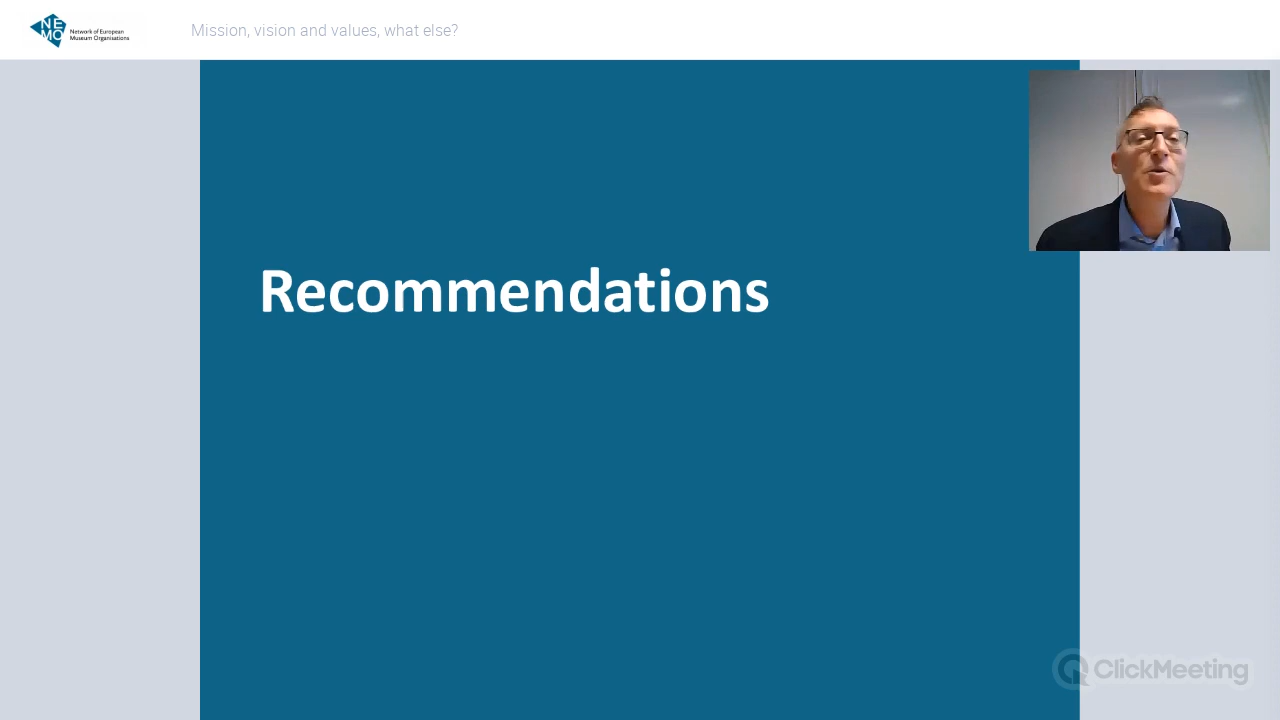 NE
MO
Network of European
Museum Organisations
Mission, vision and values, what else?
Recommendations
ClickMeeting